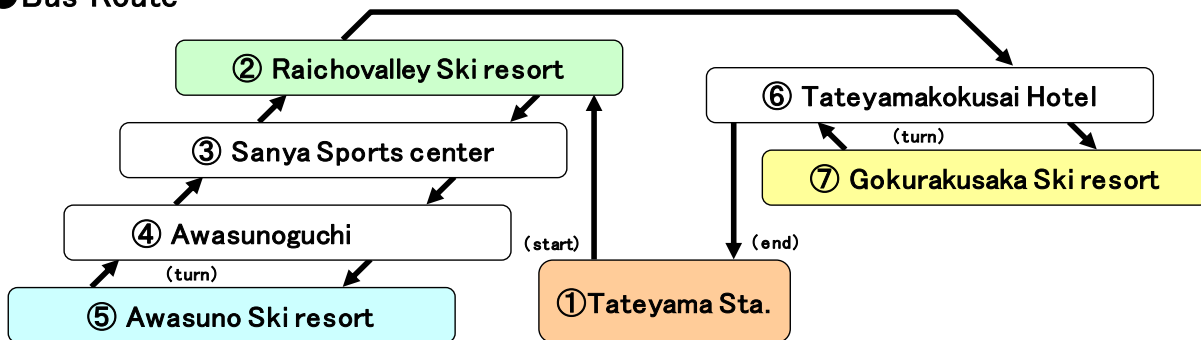 ●Bus Route
② Raichovalley Ski resort
⑥ Tateyamakokusai Hotel
③ Sanya Sports center
(turn)
⑦ Gokurakusaka Ski resort
④ Awasunoguchi
(start)
(end)
(turn)
①Tateyama Sta.
⑤ Awasuno Ski resort